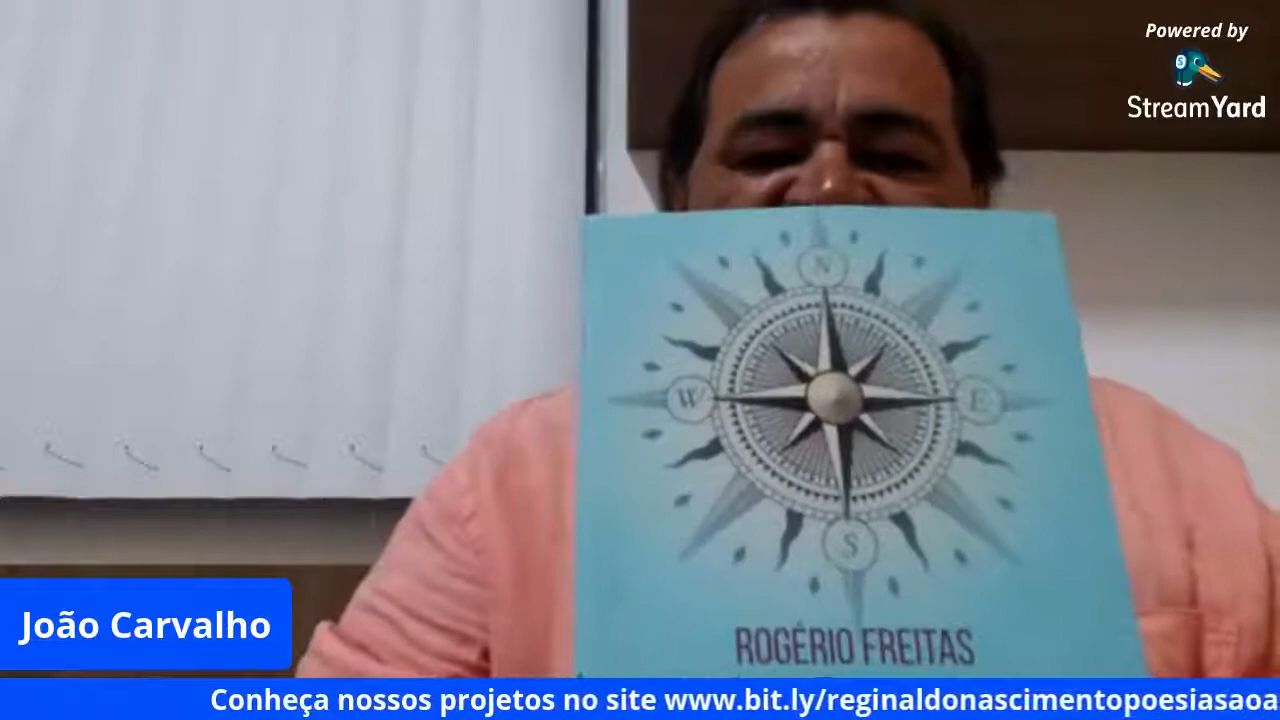 Powered by
StreamYard
N
W
E
S
ROGÉRIO FREITAS
João Carvalho
Conheça nossos projetos no site www.bit.ly/reginaldonascimentopoesiasaoa